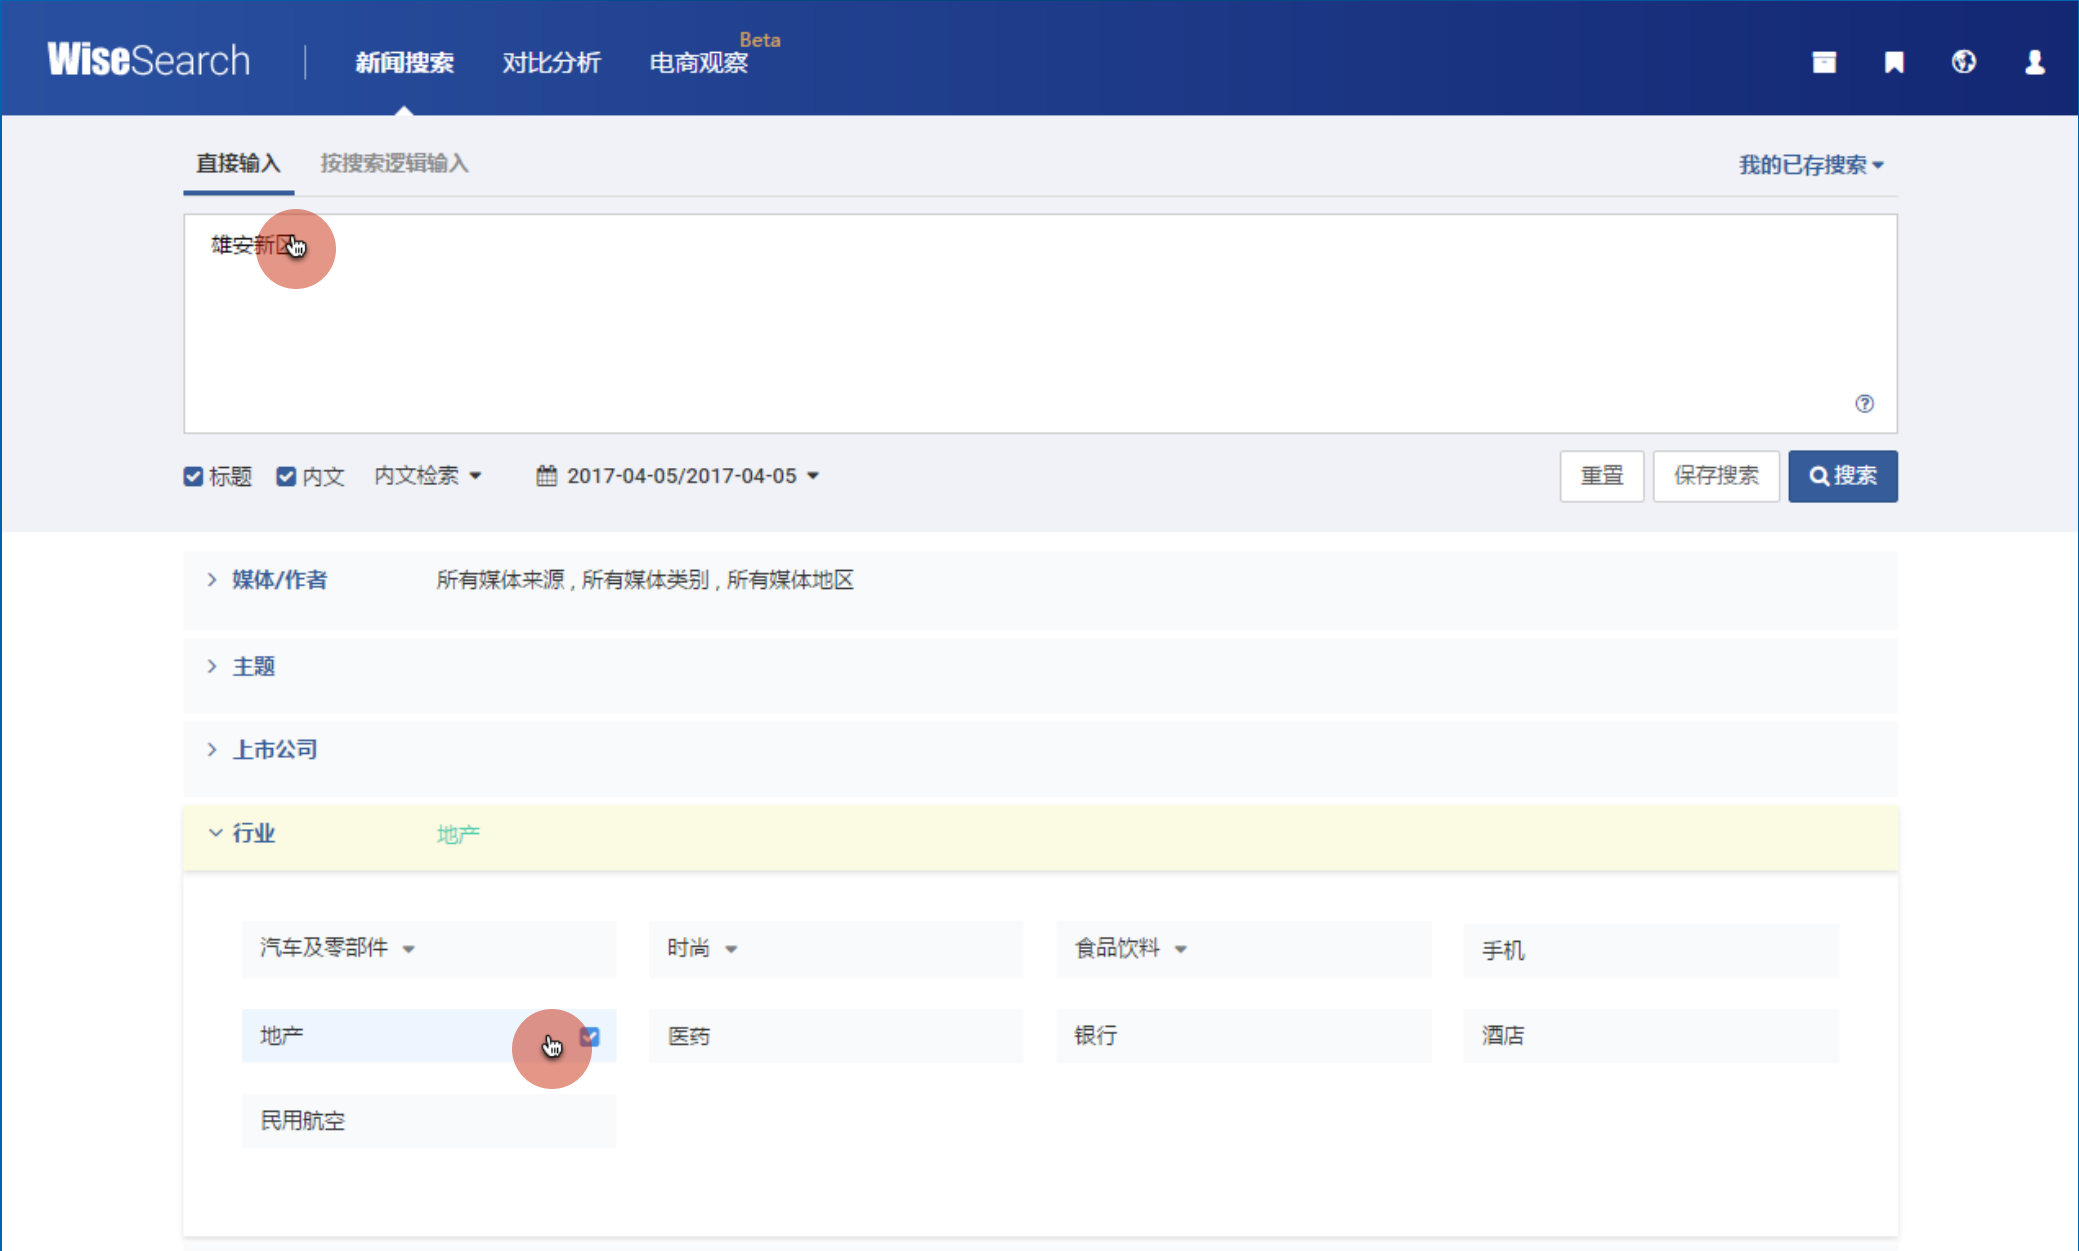 WiseSearch 新闻搜索 对比分析 电商观察 Beta
直接输入 按搜索逻辑输入 我的已存搜索
雄安新区
标题 内文 内文检索 2017-04-05/2017-04-05 重置 保存搜索 搜索
媒体/作者 所有媒体来源 , 所有媒体类别 , 所有媒体地区
主题
上市公司
行业 地产
汽车及零部件 时尚 食品饮料 手机
地产 医药 银行 酒店
民用航空